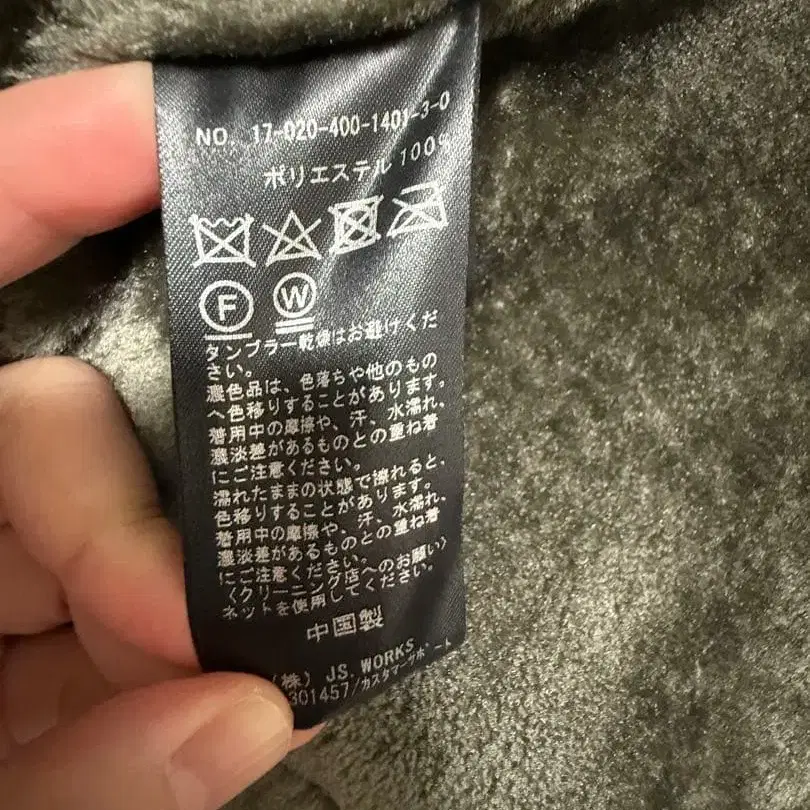 NO. 17-020-400-1401-3-0
ポリエステル 100%
F W
タンブラー乾燥はお避けくだ
さい。
濃色品は、色落ちや他のもの
へ色移りすることがあります。
着用中の摩擦や、汗、水濡れ、
濃淡差があるものとの重ね着
にご注意ください。
濡れたままの状態で擦れると、
色移りすることがあります。
着用中の摩擦や、汗、水濡れ、
濃淡差があるものとの重ね着
にご注意ください。
〈クリーニング店へのお願い〉
ネットを使用してください。
中国製
(株) JS.WORKS
301457/カスタマーサポート